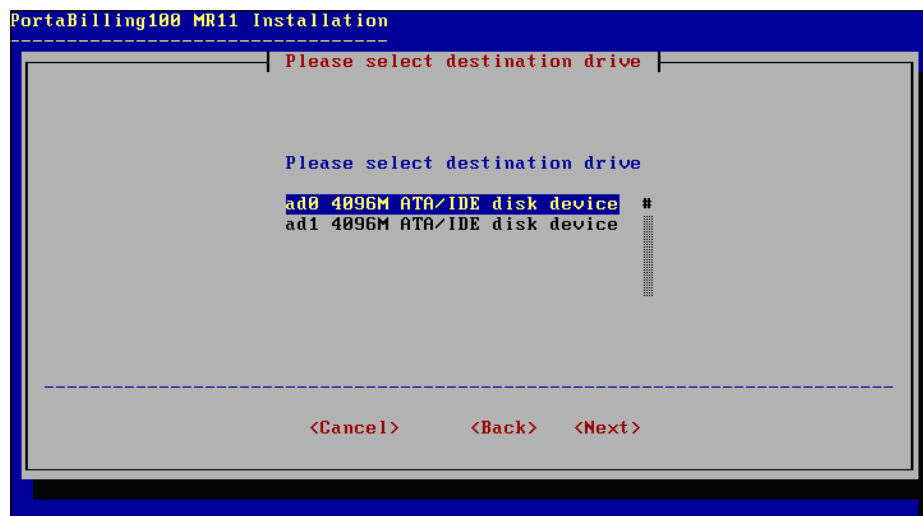 PortaBilling100 MR11 Installation
---------------------------------
Please select destination drive
Please select destination drive
ad0 4096M ATA/IDE disk device #
ad1 4096M ATA/IDE disk device
<Cancel> <Back> <Next>